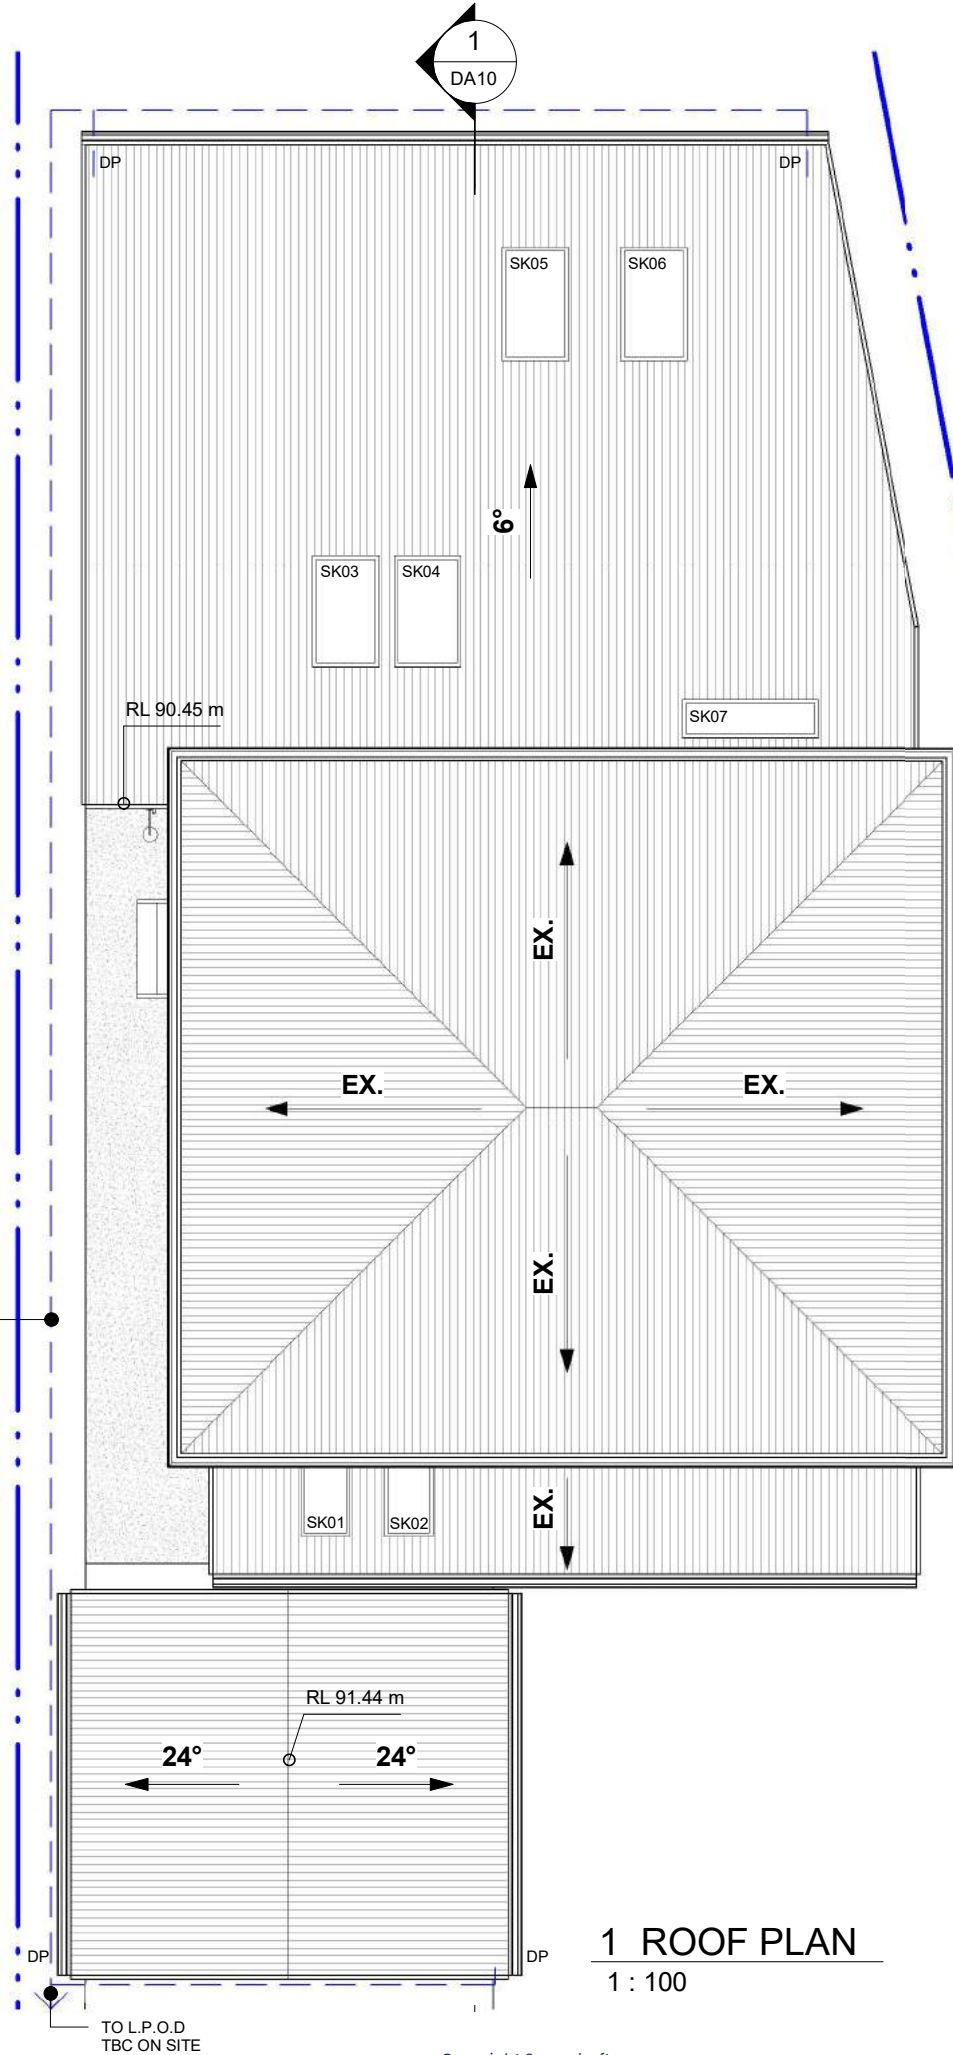 1
DA10
DP
DP
SK05
SK06
6°
SK03
SK04
RL 90.45 m
SK07
EX.
EX.
EX.
EX.
EX.
SK01
SK02
RL 91.44 m
24°
24°
DP
DP
1 ROOF PLAN
1 : 100
TO L.P.O.D
TBC ON SITE